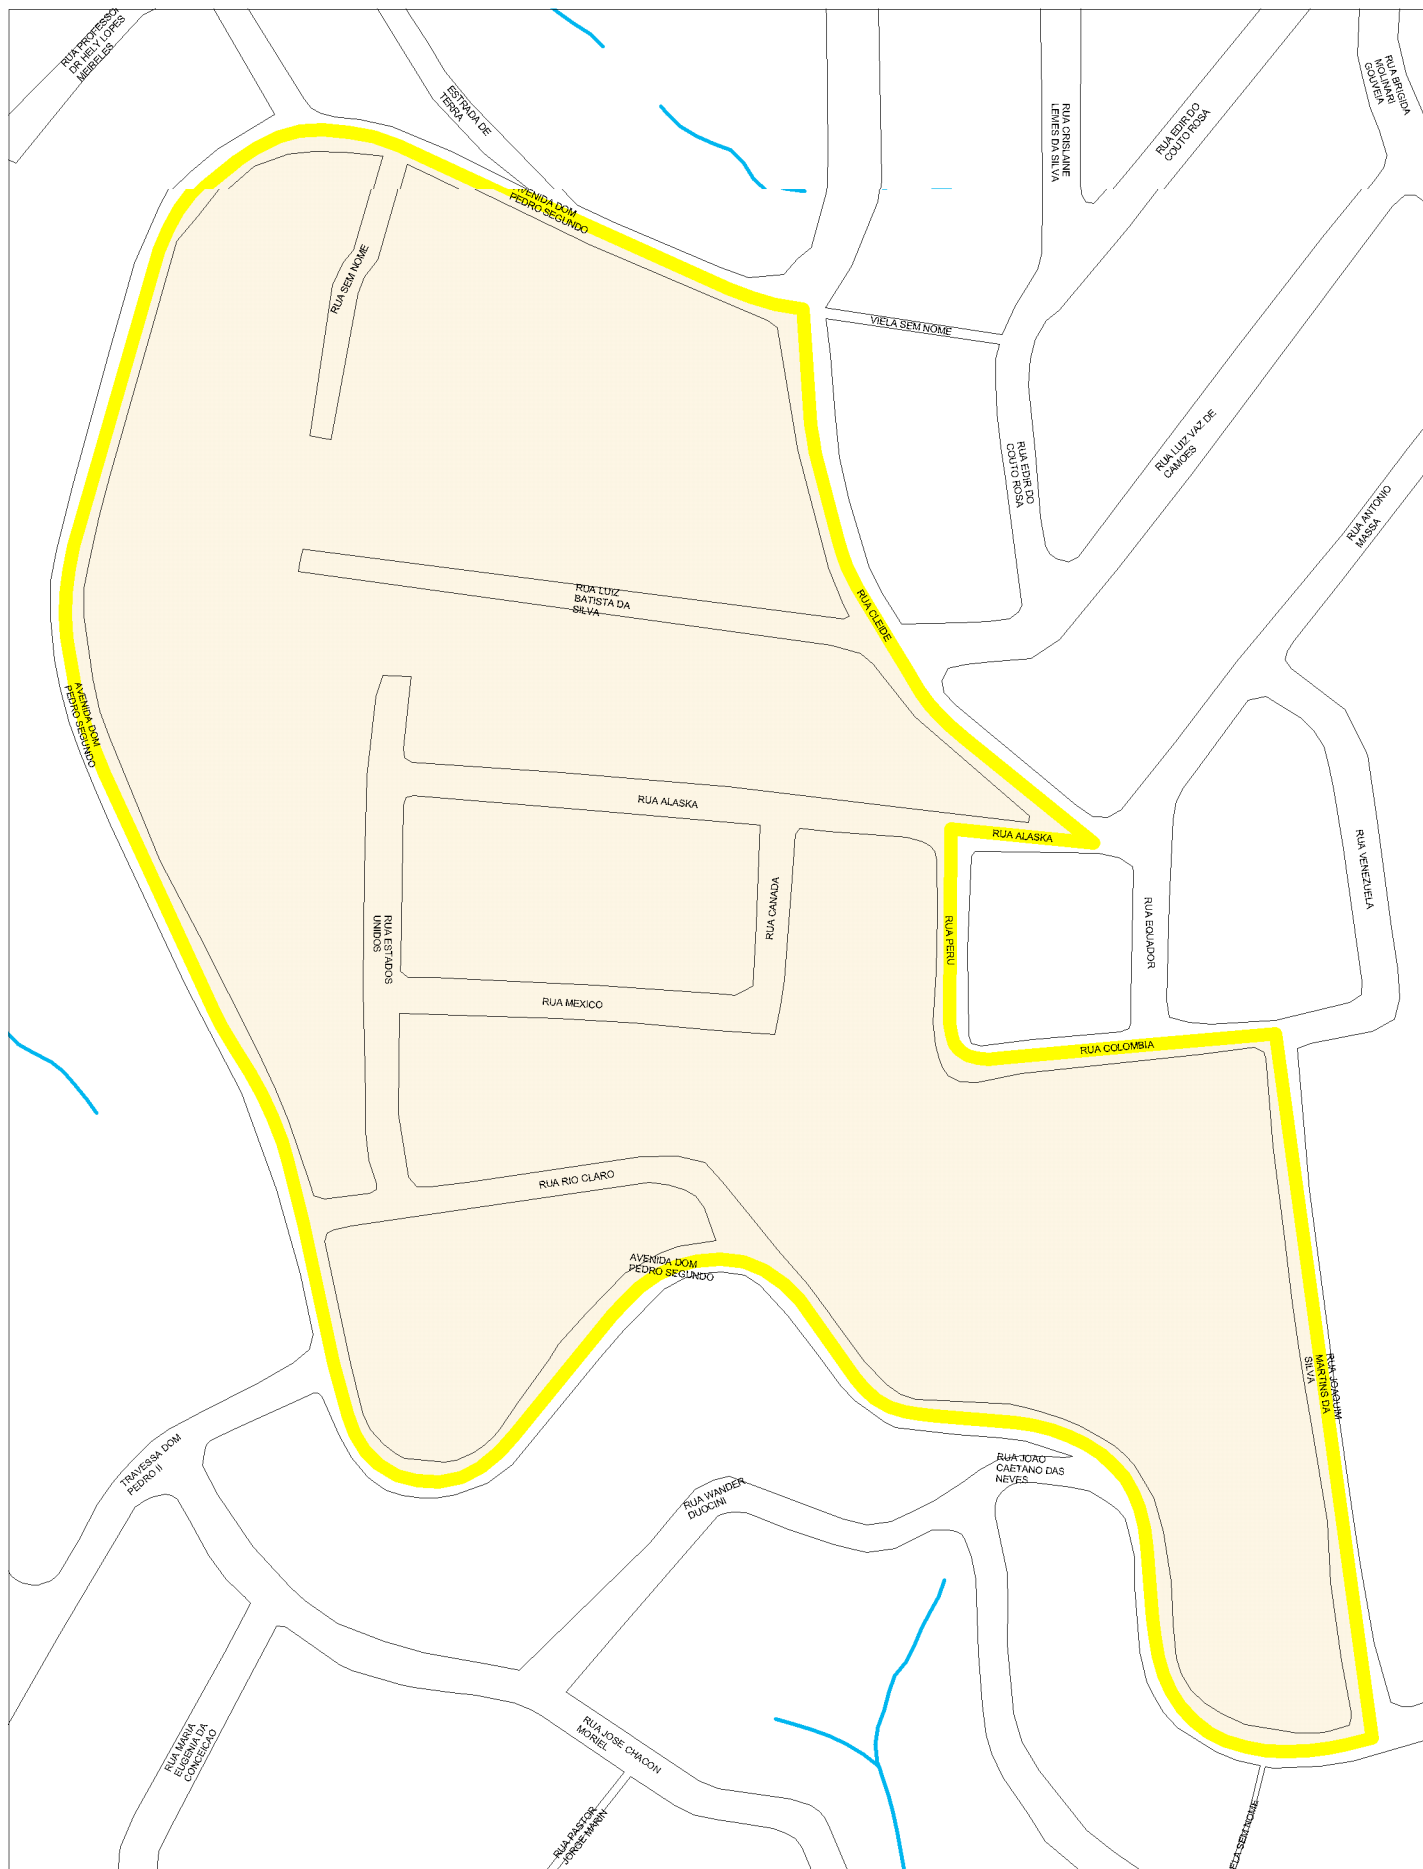 RUA PROFESSOR
DR HELY LOPES
MEIRELES
ESTRADA DE
TERRA
RUA CRISLAINE
LEMES DA SILVA
RUA EDIR DO
COUTO ROSA
RUA BRIGIDA
MOLINARI
GOUVEIA
AVENIDA DOM
PEDRO SEGUNDO
RUA SEM NOME
VIELA SEM NOME
RUA EDIR DO
COUTO ROSA
RUA LUIZ VAZ DE
CAMOES
RUA ANTONIO
MASSA
RUA LUIZ
BATISTA DA
SILVA
RUA CLEIDE
AVENIDA DOM
PEDRO SEGUNDO
RUA ALASKA
RUA ALASKA
RUA VENEZUELA
RUA CANADA
RUA ESTADOS
UNIDOS
RUA PERU
RUA EQUADOR
RUA MEXICO
RUA COLOMBIA
RUA RIO CLARO
AVENIDA DOM
PEDRO SEGUNDO
RUA JOAQUIM
MARTINS DA
SILVA
TRAVESSA DOM
PEDRO II
RUA WANDER
DUOCINI
RUA JOAO
CAETANO DAS
NEVES
RUA MARIA
EUGENIA DA
CONCEICAO
RUA JOSE CHACON
MORIEL
RUA PASTOR
JORGE MARIN
SEM NOME